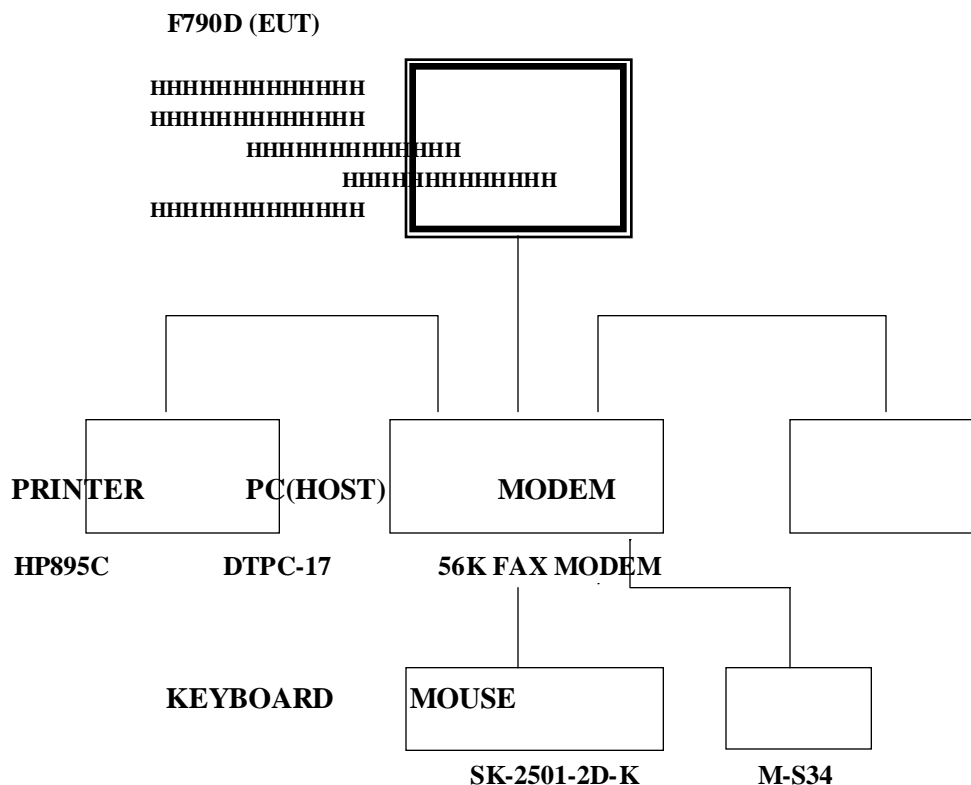 F790D (EUT)
HHHHHHHHHHHHH
HHHHHHHHHHHHH
HHHHHHHHHHHHH
HHHHHHHHHHHHH
HHHHHHHHHHHHH
PRINTER PC(HOST) MODEM
HP895C DTPC-17 56K FAX MODEM
KEYBOARD MOUSE
SK-2501-2D-K M-S34